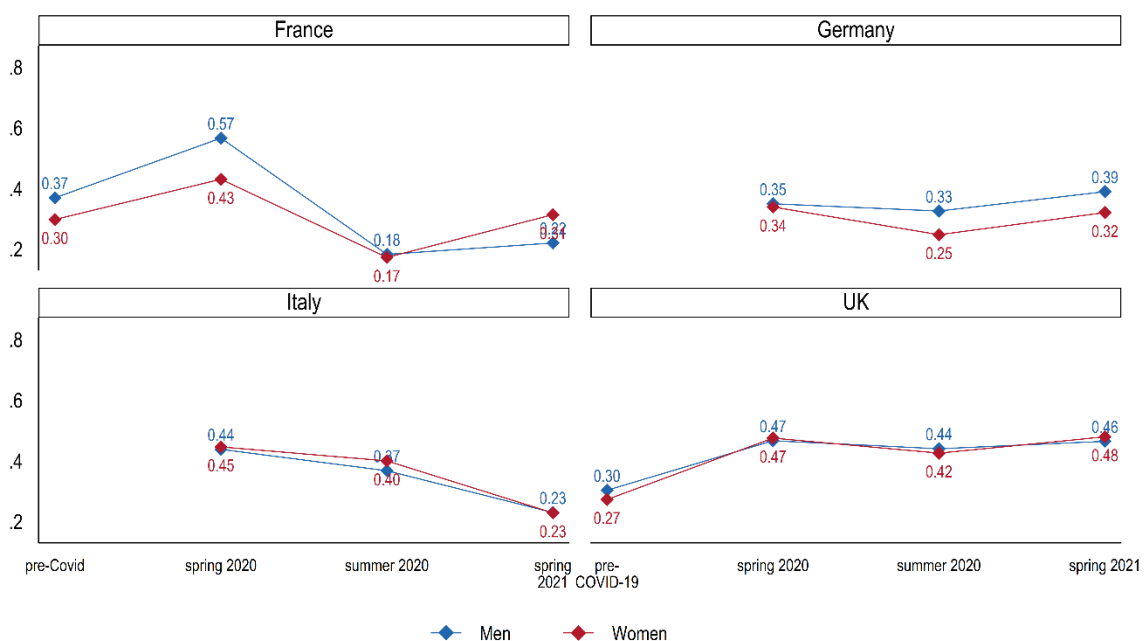 France
Germany
.8
.6
.4
.2
0.37
0.30
0.57
0.43
0.18
0.17
0.22
0.31
0.35
0.34
0.33
0.25
0.39
0.32
Italy
UK
.8
.6
.4
.2
0.44
0.45
0.37
0.40
0.23
0.23
0.30
0.27
0.47
0.47
0.44
0.42
0.46
0.48
pre-Covid
spring 2020
summer 2020
spring
2021
pre-
COVID-19
spring 2020
summer 2020
spring 2021
Men
Women